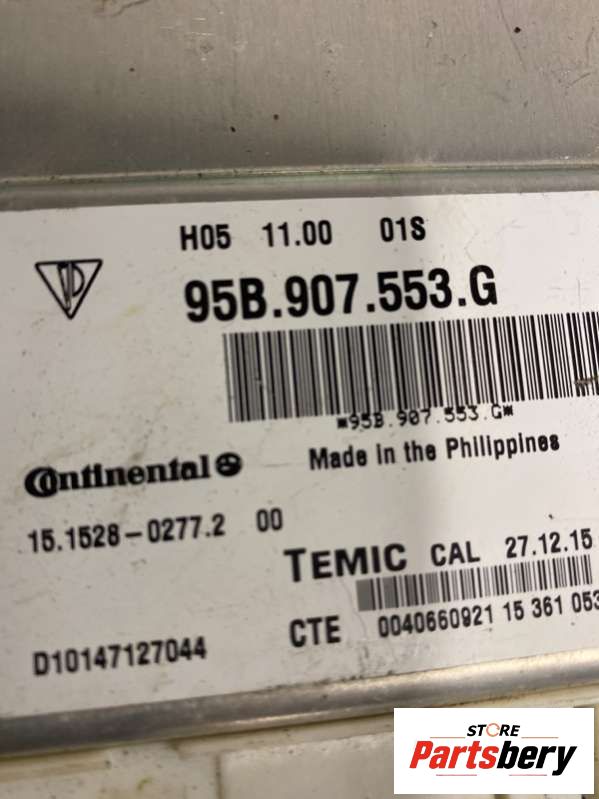 H05 11.00 01S
95B.907.553.G
*95B.907.553.G*
Made in the Philippines
Continental
15.1528-0277.2 00
TEMIC CAL 27.12.15
CTE 0040660921 15 361 053
D10147127044
STORE
Partsbery